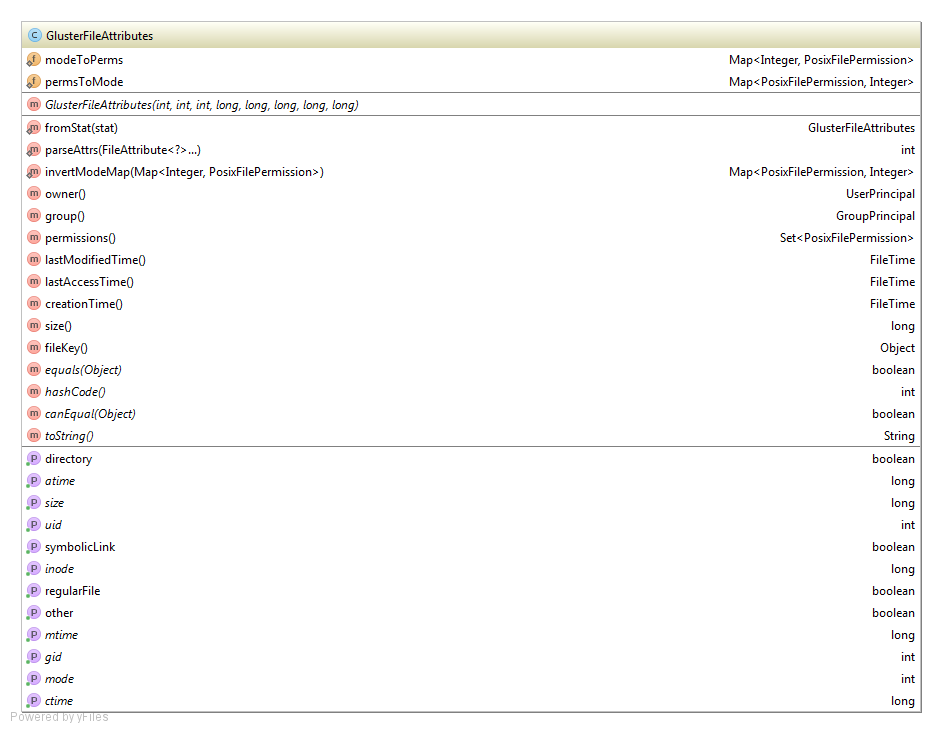 C GlusterFileAttributes
f modeToPerms Map<Integer, PosixFilePermission>
f permsToMode Map<PosixFilePermission, Integer>
m GlusterFileAttributes(int, int, int, long, long, long, long, long)
m fromStat(stat) GlusterFileAttributes
m parseAttrs(FileAttribute<?>...) int
m invertModeMap(Map<Integer, PosixFilePermission>) Map<PosixFilePermission, Integer>
m owner() UserPrincipal
m group() GroupPrincipal
m permissions() Set<PosixFilePermission>
m lastModifiedTime() FileTime
m lastAccessTime() FileTime
m creationTime() FileTime
m size() long
m fileKey() Object
m equals(Object) boolean
m hashCode() int
m canEqual(Object) boolean
m toString() String
P directory boolean
P atime long
P size long
P uid int
P symbolicLink boolean
P inode long
P regularFile boolean
P other boolean
P mtime long
P gid int
P mode int
P ctime long
Powered by yFiles